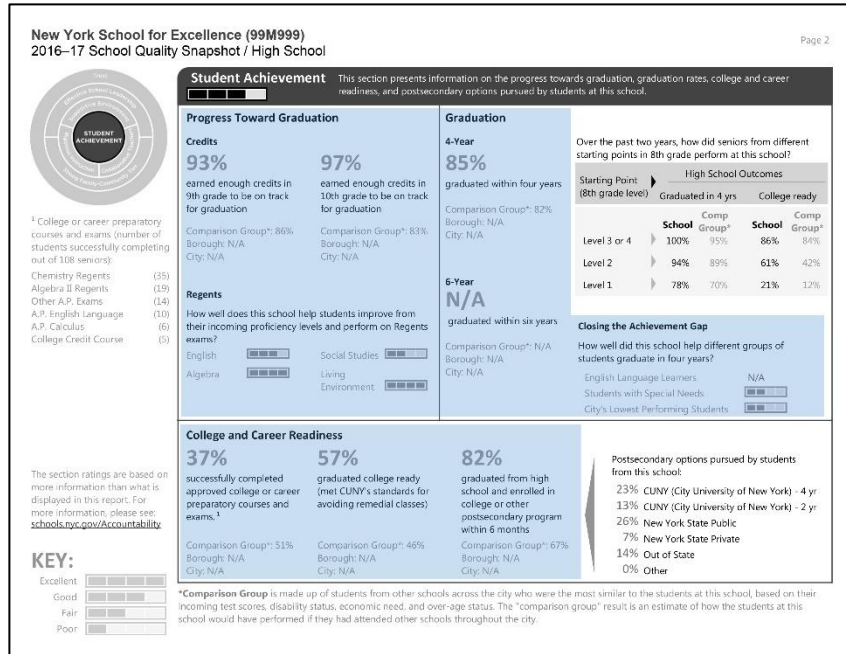 New York School for Excellence (99M999)
2016–17 School Quality Snapshot / High School
Page 2
STUDENT
ACHIEVEMENT
Student Achievement
This section presents information on the progress towards graduation, graduation rates, college and career
readiness, and postsecondary options pursued by students at this school.
Progress Toward Graduation
Credits
93%
earned enough credits in
9th grade to be on track
for graduation
Comparison Group*: 86%
Borough: N/A
City: N/A
97%
earned enough credits in
10th grade to be on track
for graduation
Comparison Group*: 83%
Borough: N/A
City: N/A
Regents
How well does this school help students improve from
their incoming proficiency levels and perform on Regents
exams?
English
Social Studies
Algebra
Living
Environment
Graduation
4-Year
85%
graduated within four years
Comparison Group*: 82%
Borough: N/A
City: N/A
6-Year
N/A
graduated within six years
Comparison Group*: N/A
Borough: N/A
City: N/A
Over the past two years, how did seniors from different
starting points in 8th grade perform at this school?
Starting Point
(8th grade level)
High School Outcomes
Graduated in 4 yrs College ready
School Comp Group* School Comp Group*
Level 3 or 4 100% 95% 86% 84%
Level 2 94% 89% 61% 42%
Level 1 78% 70% 21% 12%
Closing the Achievement Gap
How well did this school help different groups of
students graduate in four years?
English Language Learners N/A
Students with Special Needs
City's Lowest Performing Students
¹ College or career preparatory
courses and exams (number of
students successfully completing
out of 108 seniors):
Chemistry Regents (35)
Algebra II Regents (19)
Other A.P. Exams (14)
A.P. English Language (10)
A.P. Calculus (6)
College Credit Course (5)
College and Career Readiness
37%
successfully completed
approved college or career
preparatory courses and
exams.¹
Comparison Group*: 51%
Borough: N/A
City: N/A
57%
graduated college ready
(met CUNY's standards for
avoiding remedial classes)
Comparison Group*: 46%
Borough: N/A
City: N/A
82%
graduated from high
school and enrolled in
college or other
postsecondary program
within 6 months
Comparison Group*: 67%
Borough: N/A
City: N/A
Postsecondary options pursued by students
from this school:
23% CUNY (City University of New York) - 4 yr
13% CUNY (City University of New York) - 2 yr
26% New York State Public
7% New York State Private
14% Out of State
0% Other
The section ratings are based on
more information than what is
displayed in this report. For
more information, please see:
schools.nyc.gov/Accountability
KEY:
Excellent
Good
Fair
Poor
*Comparison Group is made up of students from other schools across the city who were the most similar to the students at this school, based on their
incoming test scores, disability status, economic need, and over-age status. The "comparison group" result is an estimate of how the students at this
school would have performed if they had attended other schools throughout the city.